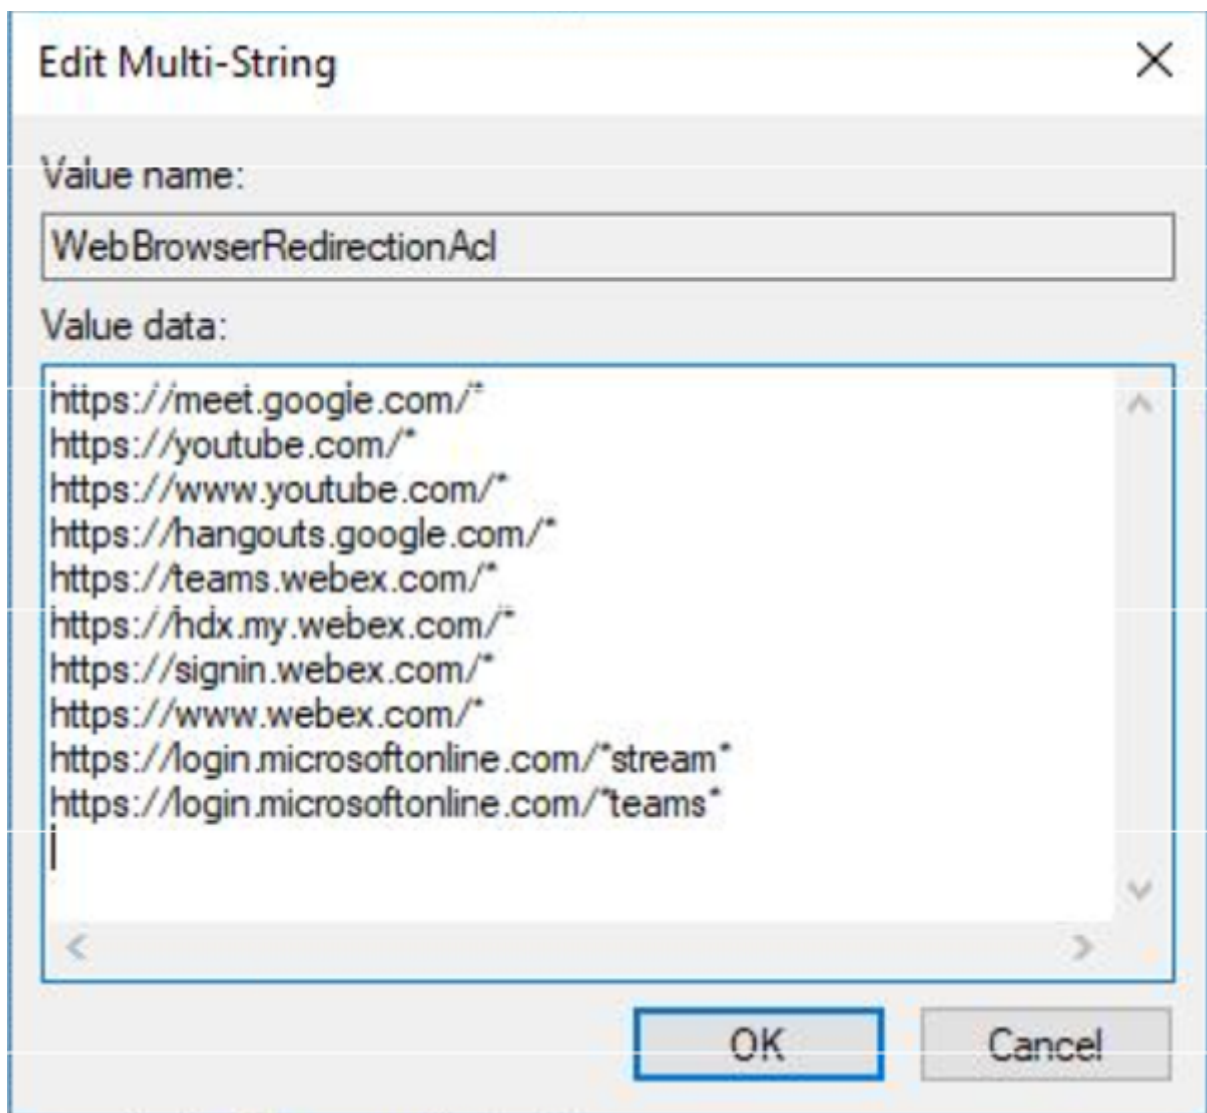 Edit Multi-String
Value name:
WebBrowserRedirectionAcl
Value data:
https://meet.google.com/*
https://youtube.com/*
https://www.youtube.com/*
https://hangouts.google.com/*
https://teams.webex.com/*
https://hdx.my.webex.com/*
https://signin.webex.com/*
https://www.webex.com/*
https://login.microsoftonline.com/*stream*
https://login.microsoftonline.com/*teams*
OK Cancel